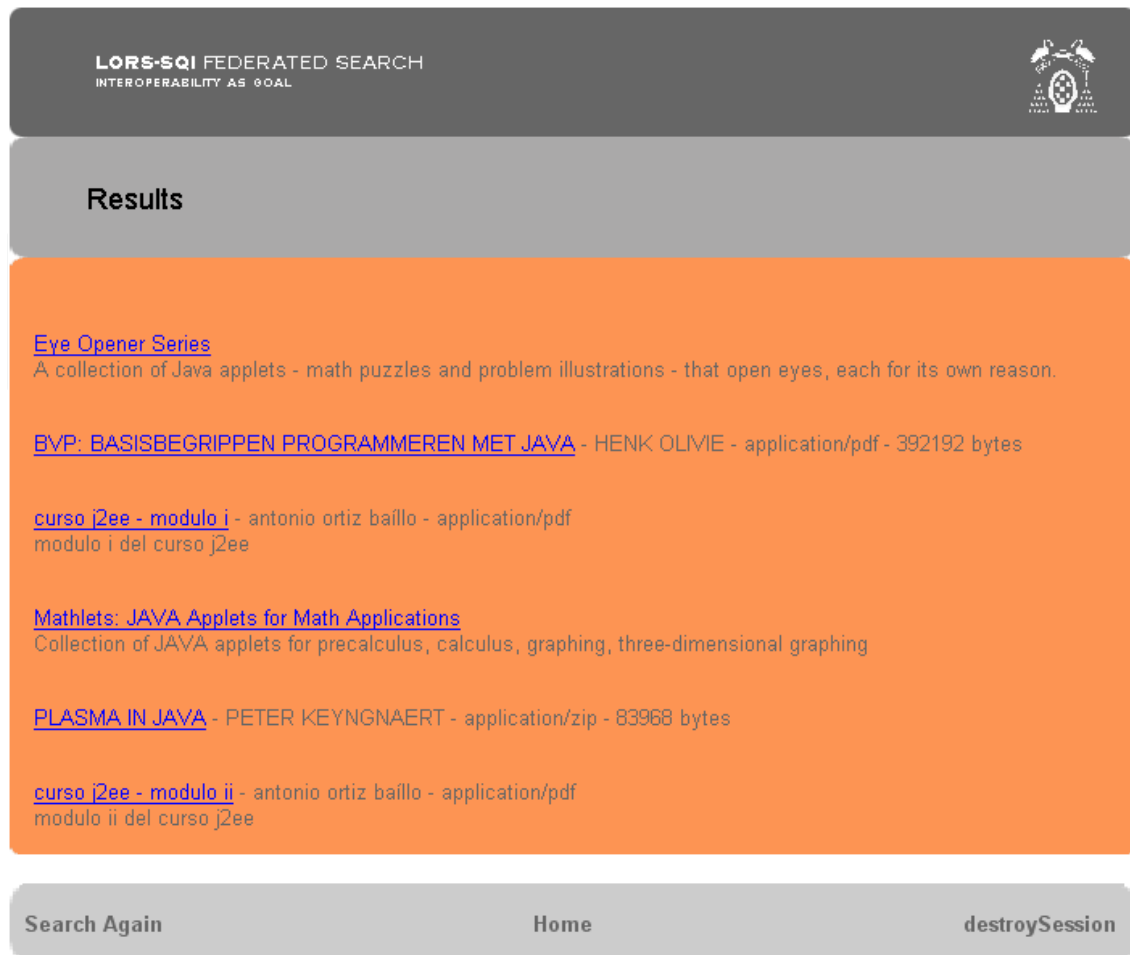 LORS-SQI FEDERATED SEARCH
INTEROPERABILITY AS GOAL
Results
Eye Opener Series
A collection of Java applets - math puzzles and problem illustrations - that open eyes, each for its own reason.
BVP: BASISBEGRIPPEN PROGRAMMEREN MET JAVA - HENK OLIVIE - application/pdf - 392192 bytes
curso j2ee - modulo i - antonio ortiz baíllo - application/pdf
modulo i del curso j2ee
Mathlets: JAVA Applets for Math Applications
Collection of JAVA applets for precalculus, calculus, graphing, three-dimensional graphing
PLASMA IN JAVA - PETER KEYNGNAERT - application/zip - 83968 bytes
curso j2ee - modulo ii - antonio ortiz baíllo - application/pdf
modulo ii del curso j2ee
Search Again Home destroySession